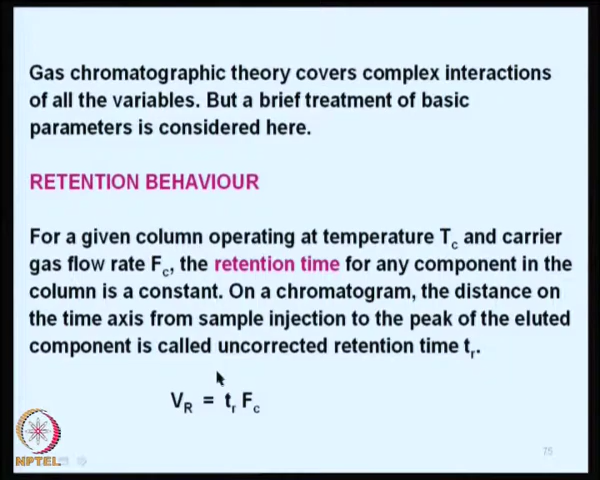 Gas chromatographic theory covers complex interactions
of all the variables. But a brief treatment of basic
parameters is considered here.
RETENTION BEHAVIOUR
For a given column operating at temperature Tc and carrier
gas flow rate Fc, the retention time for any component in the
column is a constant. On a chromatogram, the distance on
the time axis from sample injection to the peak of the eluted
component is called uncorrected retention time tr.
VR = tr Fc
NPTEL
75